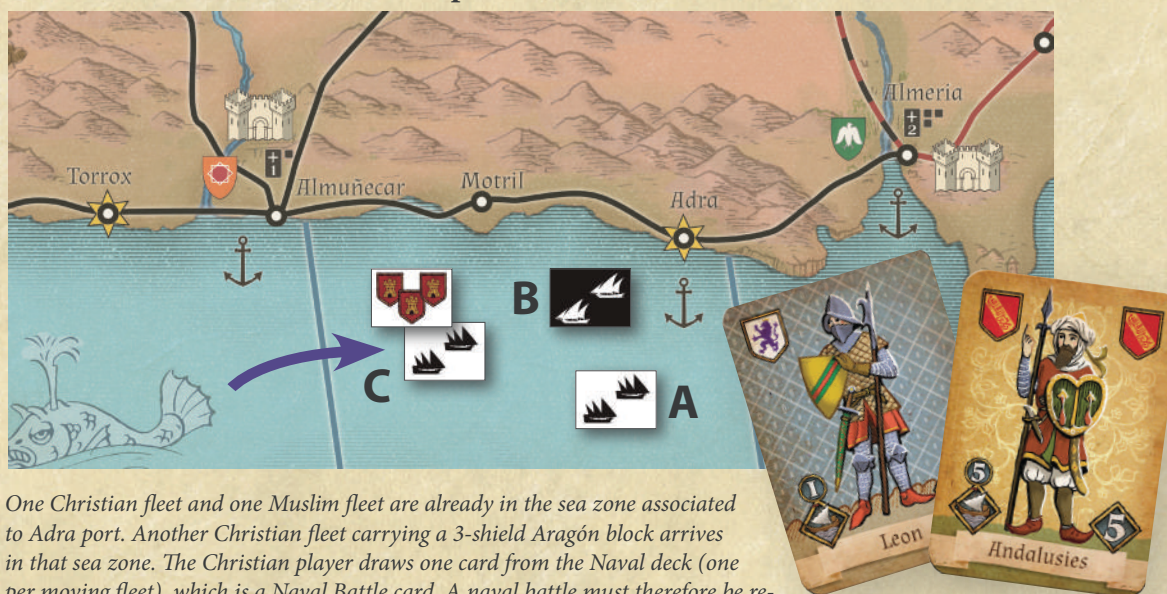 Almeria
+2
Torrox
+1
Almuñecar
Motril
Adra
B
C
A
1
Leon
5
5
Andalusies
One Christian fleet and one Muslim fleet are already in the sea zone associated
to Adra port. Another Christian fleet carrying a 3-shield Aragón block arrives
in that sea zone. The Christian player draws one card from the Naval deck (one
per moving fleet), which is a Naval Battle card. A naval battle must therefore be re-